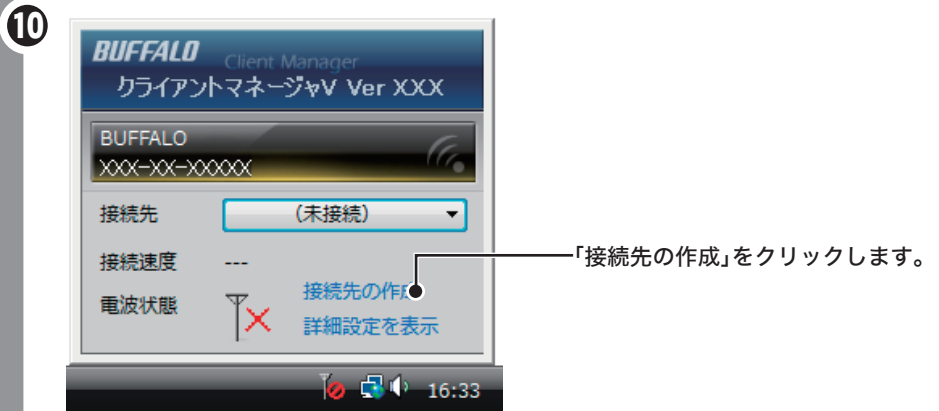 10
BUFFALO Client Manager
クライアントマネージャV Ver XXX
BUFFALO
XXX-XX-XXXXX
接続先 (未接続)
接続速度 ---
「接続先の作成」をクリックします。
接続先の作成
電波状態
詳細設定を表示
16:33